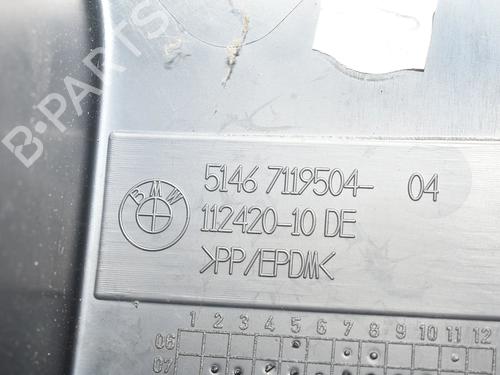 B-PARTS
BMW
5146 7119504- 04
112420-10 DE
>PP/EPDM<
1 2 3 4 5 6 7 8 9 10 11 12
06
07